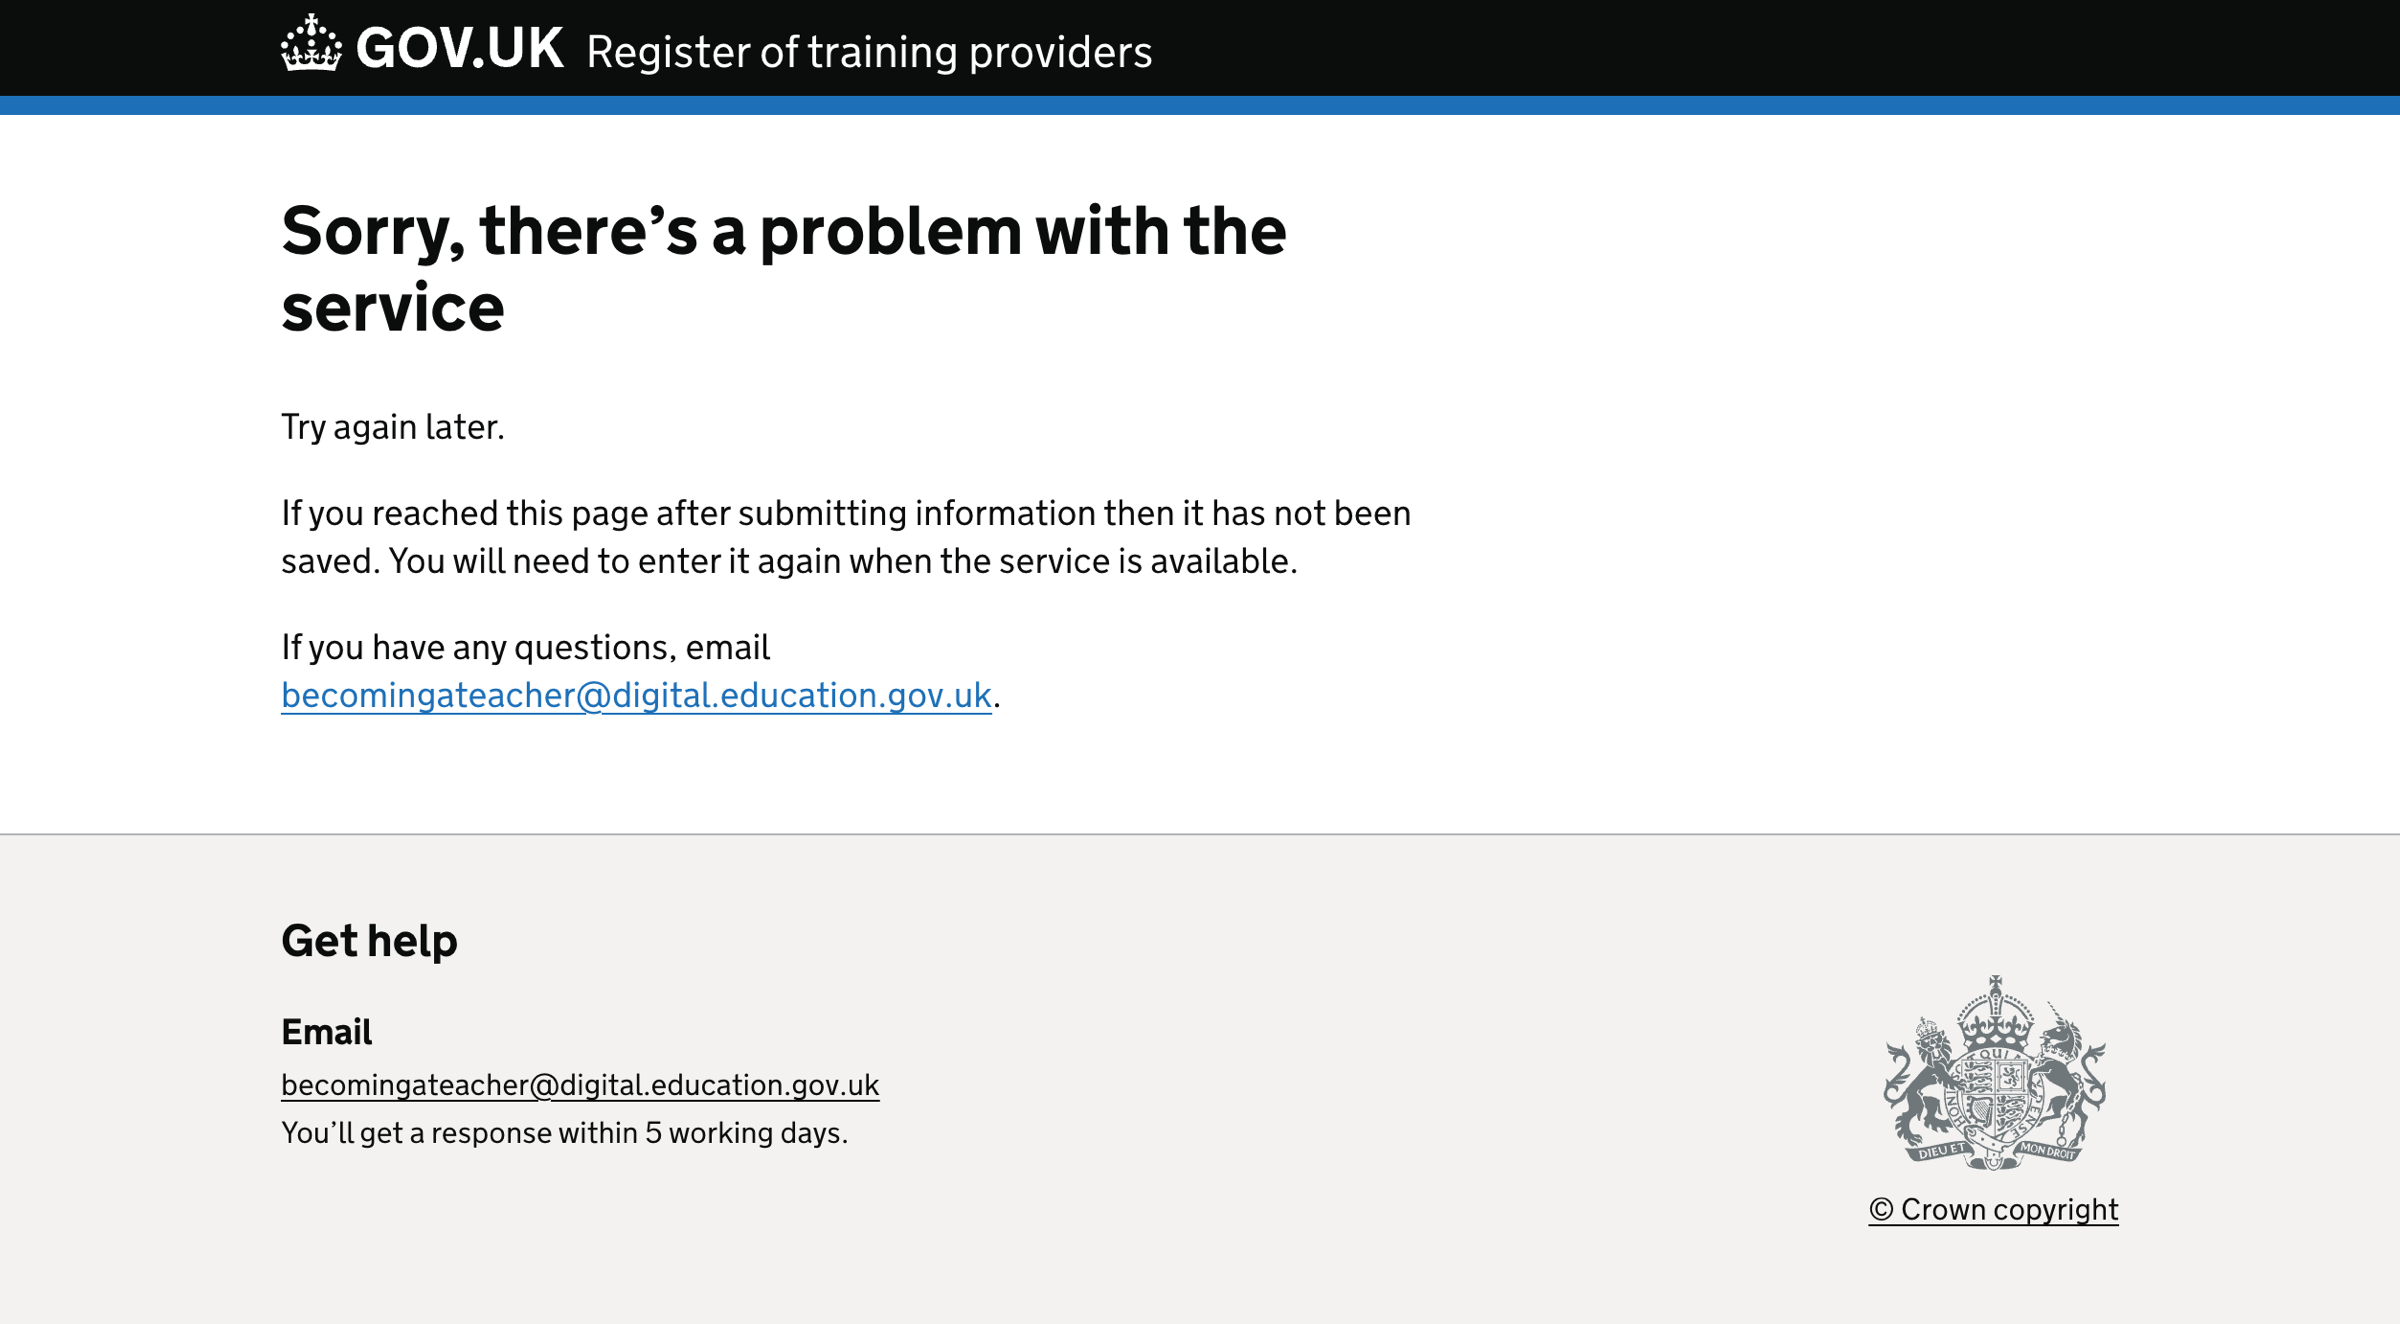 GOV.UK Register of training providers
Sorry, there’s a problem with the
service
Try again later.
If you reached this page after submitting information then it has not been
saved. You will need to enter it again when the service is available.
If you have any questions, email
becomingateacher@digital.education.gov.uk.
Get help
Email
becomingateacher@digital.education.gov.uk
You’ll get a response within 5 working days.
DIEU ET MON DROIT
© Crown copyright